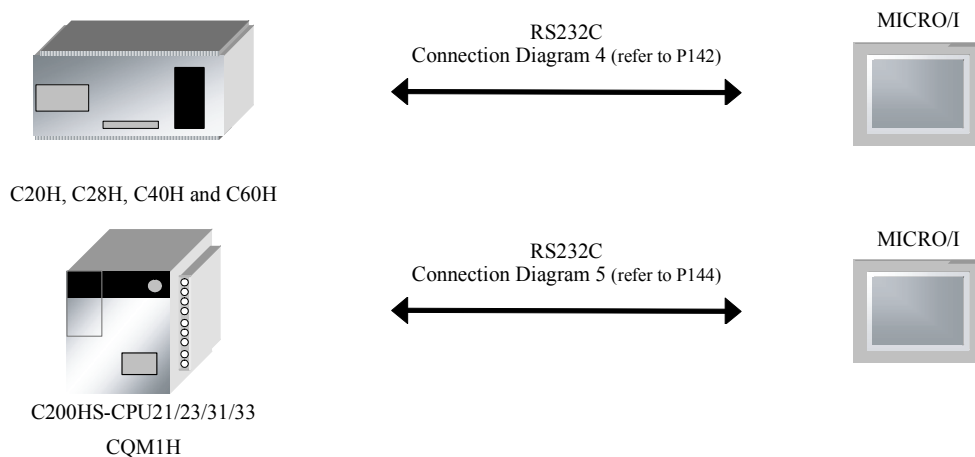 MICRO/I
RS232C
Connection Diagram 4 (refer to P142)
C20H, C28H, C40H and C60H
MICRO/I
RS232C
Connection Diagram 5 (refer to P144)
C200HS-CPU21/23/31/33
CQM1H